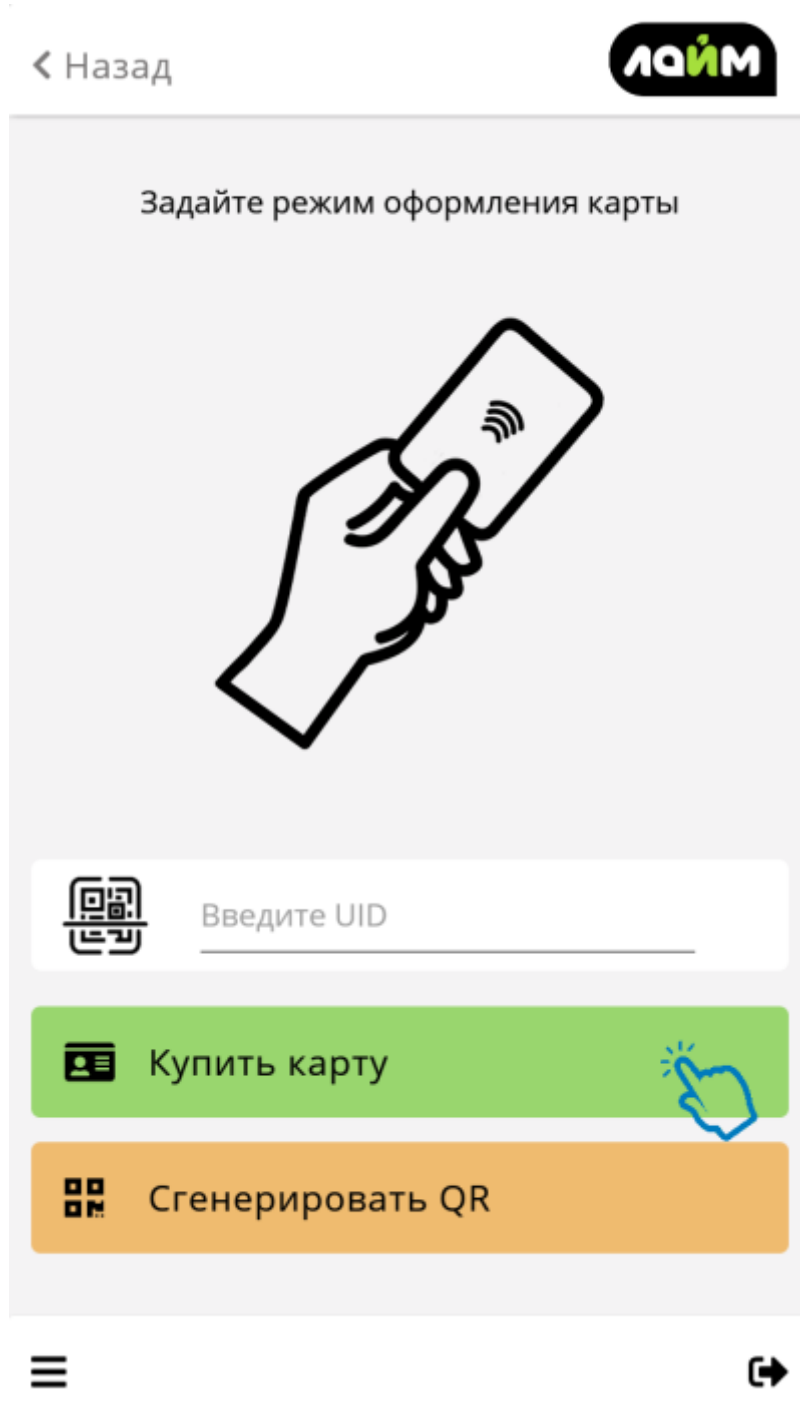 Назад
лайм
Задайте режим оформления карты
Введите UID
Купить карту
Сгенерировать QR